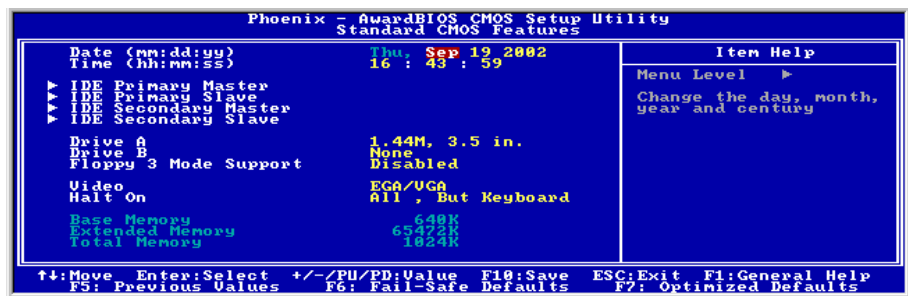 Phoenix - AwardBIOS CMOS Setup Utility
Standard CMOS Features
Date (mm:dd:yy) Thu, Sep 19 2002
Time (hh:mm:ss) 16 : 43 : 59
► IDE Primary Master
► IDE Primary Slave
► IDE Secondary Master
► IDE Secondary Slave
Drive A 1.44M, 3.5 in.
Drive B None
Floppy 3 Mode Support Disabled
Video EGA/VGA
Halt On All , But Keyboard
Base Memory 640K
Extended Memory 65472K
Total Memory 1024K
Item Help
Menu Level ►
Change the day, month,
year and century
↑↓:Move Enter:Select +/-/PU/PD:Value F10:Save ESC:Exit F1:General Help
F5: Previous Values F6: Fail-Safe Defaults F7: Optimized Defaults